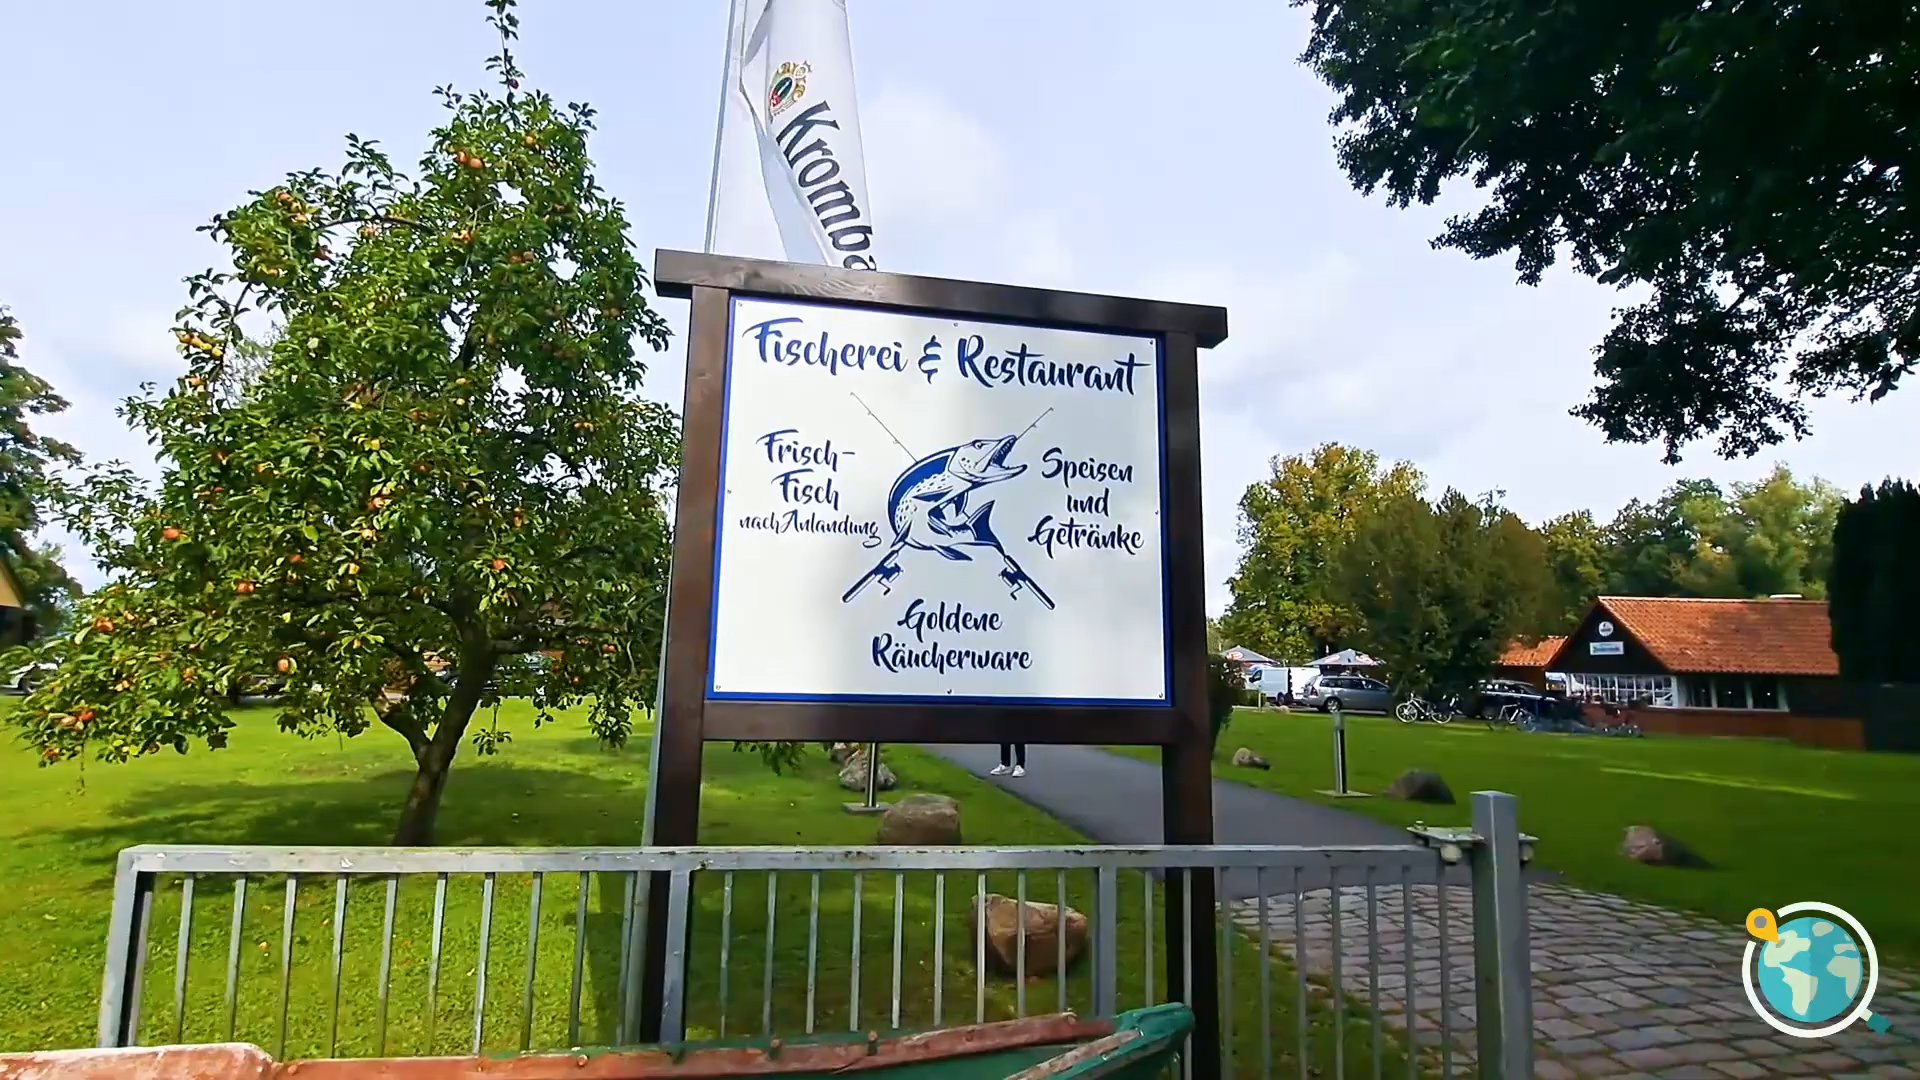 Kromba
Fischerei & Restaurant
Frisch-
Fisch
nach Anlandung
Speisen
und
Getränke
Goldene
Räucherware